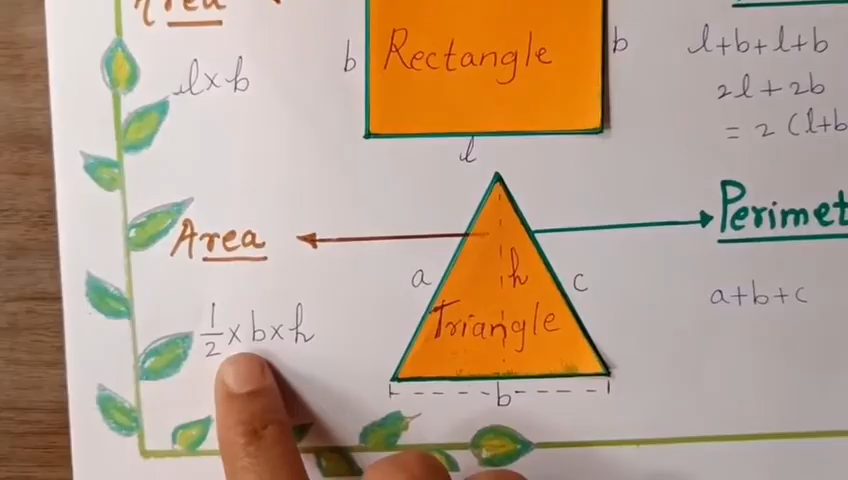 Area
b
Rectangle
b
l+b+l+b
l×b
2l+2b
= 2 (l+b
l
Area
Perimet
a
h
c
a+b+c
1/2 ×b×h
Triangle
b